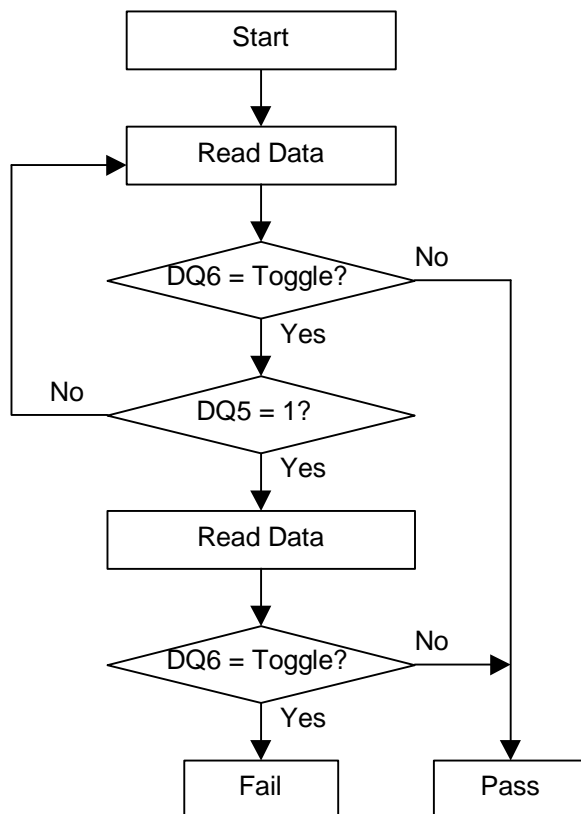 Start
Read Data
DQ6 = Toggle?
No
Yes
No
DQ5 = 1?
Yes
Read Data
DQ6 = Toggle?
No
Yes
Fail
Pass